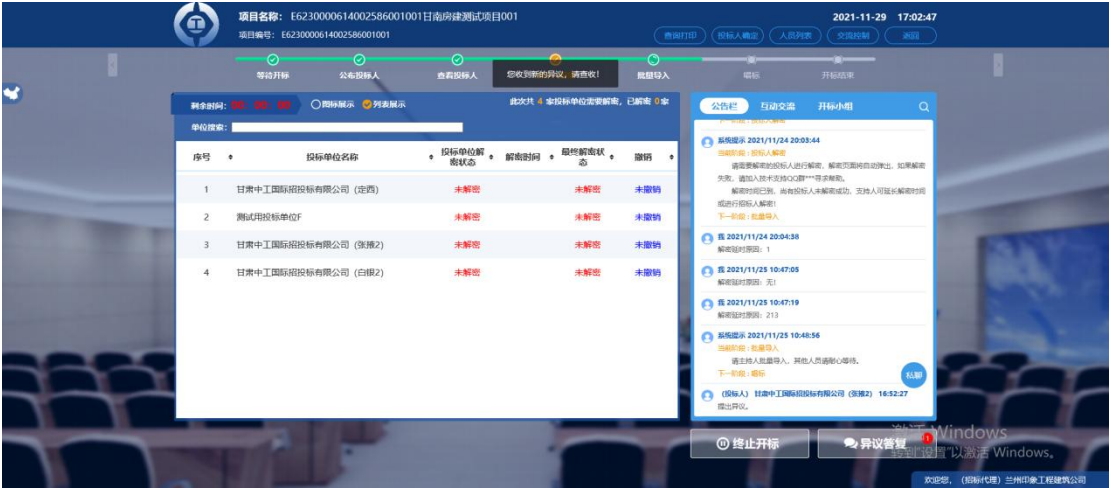 项目名称: E6230000614002586001001甘南房建测试项目001
项目编号: E6230000614002586001001
2021-11-29 17:02:47
查询打印 投标人确定 人员列表 交流控制 返回
等待开标 公布投标人 查看投标人 您收到新的异议, 请查收! 批量导入 唱标 开标结束
剩余时间: 00: 00: 00 图标展示 列表展示 此次共 4 家投标单位需要解密, 已解密 0家
单位搜索:
序号 投标单位名称 投标单位解密状态 解密时间 最终解密状态 撤销
1 甘肃中工国际招投标有限公司 (定西) 未解密 未解密 未撤销
2 测试用投标单位F 未解密 未解密 未撤销
3 甘肃中工国际招投标有限公司 (张掖2) 未解密 未解密 未撤销
4 甘肃中工国际招投标有限公司 (白银2) 未解密 未解密 未撤销
公告栏 互动交流 开标小组
下一阶段 : 投标人解密
系统提示 2021/11/24 20:03:44
当前阶段 : 投标人解密
请需要解密的投标人进行解密, 解密页面将自动弹出, 如果解密
失败, 请加入技术支持QQ群***寻求帮助。
解密时间已到, 尚有投标人未解密成功, 主持人可延长解密时间
或进行招标人解密!
下一阶段 : 批量导入
我 2021/11/24 20:04:38
解密延时原因: 1
我 2021/11/25 10:47:05
解密延时原因: 无!
我 2021/11/25 10:47:19
解密延时原因: 213
系统提示 2021/11/25 10:48:56
当前阶段 : 批量导入
请主持人批量导入, 其他人员请耐心等待。
下一阶段 : 唱标
私聊
(投标人) 甘肃中工国际招投标有限公司 (张掖2) 16:52:27
提出异议。
终止开标 异议答复 1
激活 Windows
转到"设置"以激活 Windows。
欢迎您, (招标代理) 兰州印象工程建筑公司